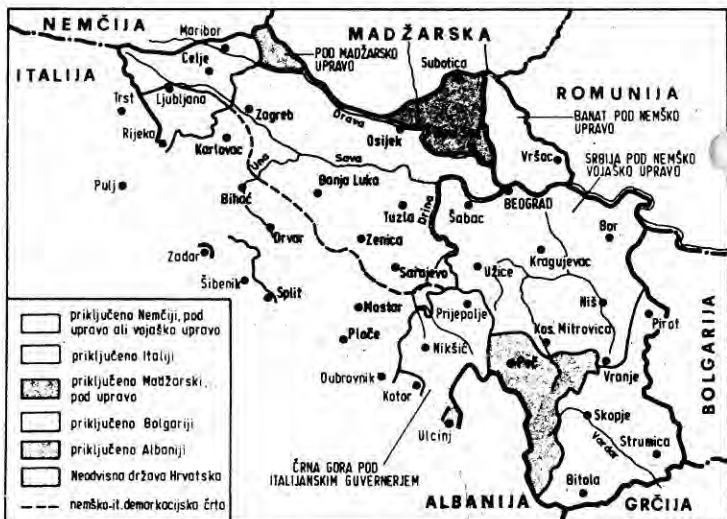 NEMČIJA
MADŽARSKA
ITALIJA
ROMUNIJA
BOLGARIJA
ALBANIJA
GRČIJA
POD MADŽARSKO
UPRAVO
BANAT POD NEMŠKO
UPRAVO
SRBIJA POD NEMŠKO
VOJAŠKO UPRAVO
Maribor
Celje
Ljubljana
Trst
Rijeka
Zagreb
Karlovac
Pulj
Subotica
Osijek
Vršac
Drava
Sava
Una
Drina
Bihać
Banja Luka
Tuzla
Šabac
BEOGRAD
Bor
Drvar
Zenica
Sarajevo
Zadar
Šibenik
Split
Užice
Kragujevac
Niš
Pirot
Mostar
Ploče
Prijepolje
Kos. Mitrovica
Nikšić
Peč
Vranje
Dubrovnik
Kotor
Ulcinj
Skopje
Vardar
Strumica
Bitola
ČRNA GORA POD
ITALIJANSKIM GUVERNERJEM
priključeno Nemčiji, pod
upravo ali vojaško upravo
priključeno Italiji
priključeno Madžarski,
pod upravo
priključeno Bolgariji
priključeno Albaniji
Neodvisna država Hrvatska
nemško-it. demarkacijska črta